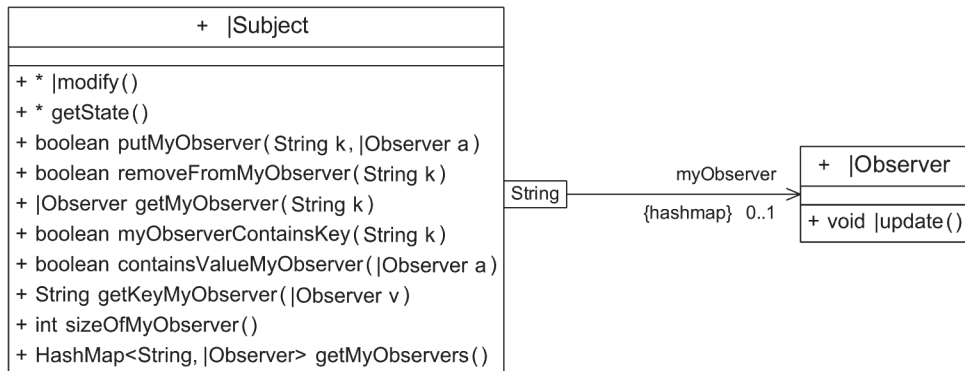 + |Subject
+ * |modify()
+ * getState()
+ boolean putMyObserver(String k, |Observer a)
+ boolean removeFromMyObserver(String k)
+ |Observer getMyObserver(String k)
+ boolean myObserverContainsKey(String k)
+ boolean containsValueMyObserver(|Observer a)
+ String getKeyMyObserver(|Observer v)
+ int sizeOfMyObserver()
+ HashMap<String, |Observer> getMyObservers()
String
myObserver
{hashmap} 0..1
+ |Observer
+ void |update()